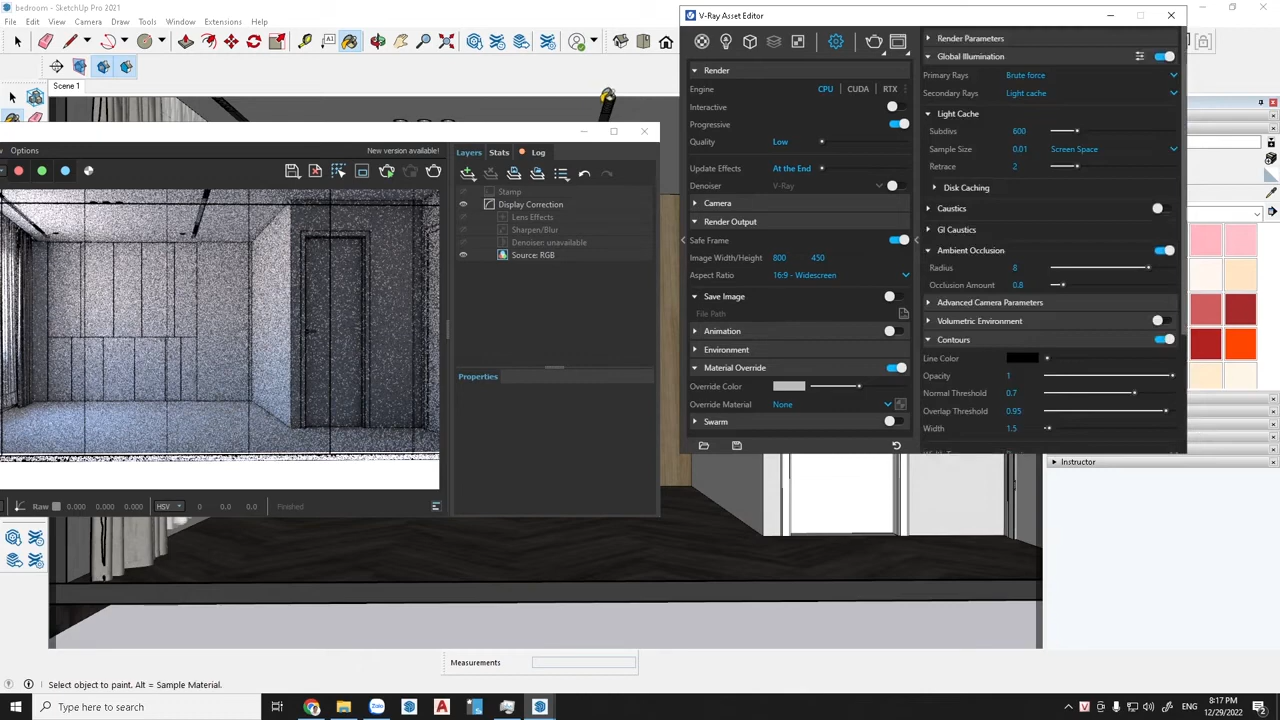 bedroom - SketchUp Pro 2021
File Edit View Camera Draw Tools Window Extensions Help
Scene 1
Options
New version available!
Layers Stats Log
Stamp
Display Correction
Lens Effects
Sharpen/Blur
Denoiser: unavailable
Source: RGB
Properties
Raw 0.000 0.000 0.000 HSV 0 0.0 0.0 Finished
V-Ray Asset Editor
Render
Engine CPU CUDA RTX
Interactive
Progressive
Quality Low
Update Effects At the End
Denoiser V-Ray
Camera
Render Output
Safe Frame
Image Width/Height 800 450
Aspect Ratio 16:9 - Widescreen
Save Image
File Path
Animation
Environment
Material Override
Override Color
Override Material None
Swarm
Render Parameters
Global Illumination
Primary Rays Brute force
Secondary Rays Light cache
Light Cache
Subdivs 600
Sample Size 0.01 Screen Space
Retrace 2
Disk Caching
Caustics
GI Caustics
Ambient Occlusion
Radius 8
Occlusion Amount 0.8
Advanced Camera Parameters
Volumetric Environment
Contours
Line Color
Opacity 1
Normal Threshold 0.7
Overlap Threshold 0.95
Width 1.5
Instructor
Measurements
Select object to paint. Alt = Sample Material.
Type here to search
Zalo
ENG
8:17 PM
12/29/2022
2